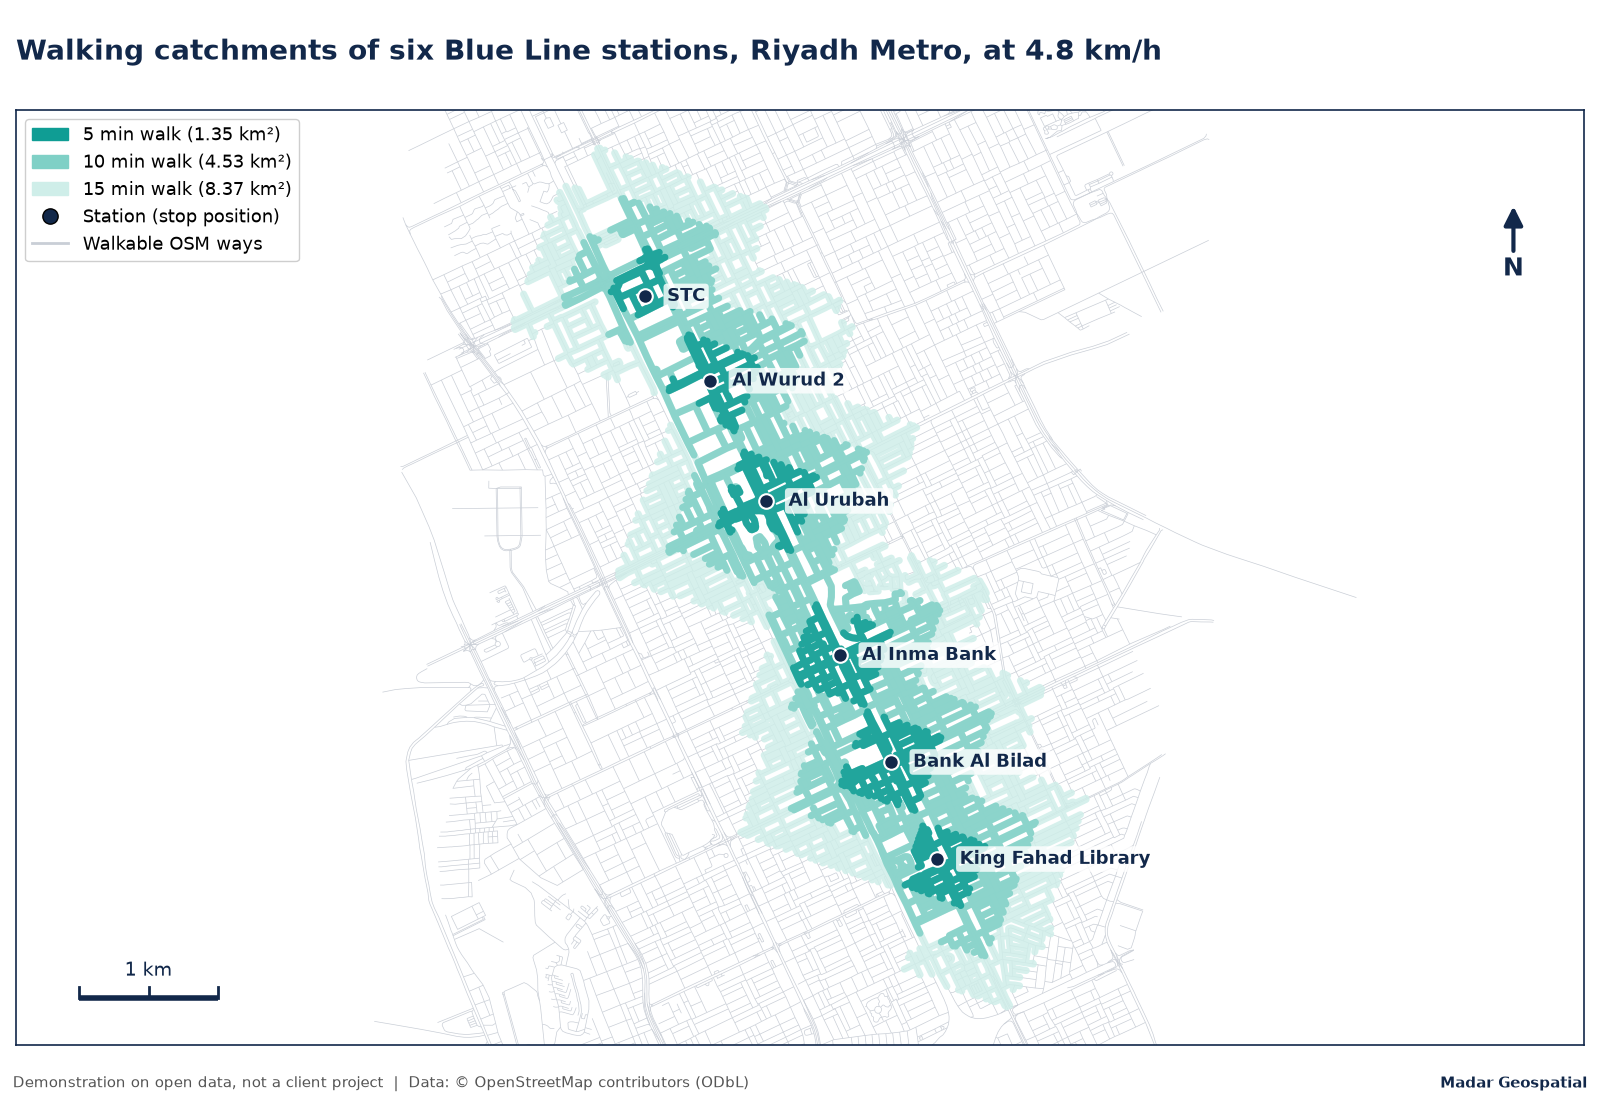 Walking catchments of six Blue Line stations, Riyadh Metro, at 4.8 km/h
5 min walk (1.35 km²)
10 min walk (4.53 km²)
15 min walk (8.37 km²)
Station (stop position)
Walkable OSM ways
N
STC
Al Wurud 2
Al Urubah
Al Inma Bank
Bank Al Bilad
King Fahad Library
1 km
Demonstration on open data, not a client project | Data: © OpenStreetMap contributors (ODbL)
Madar Geospatial